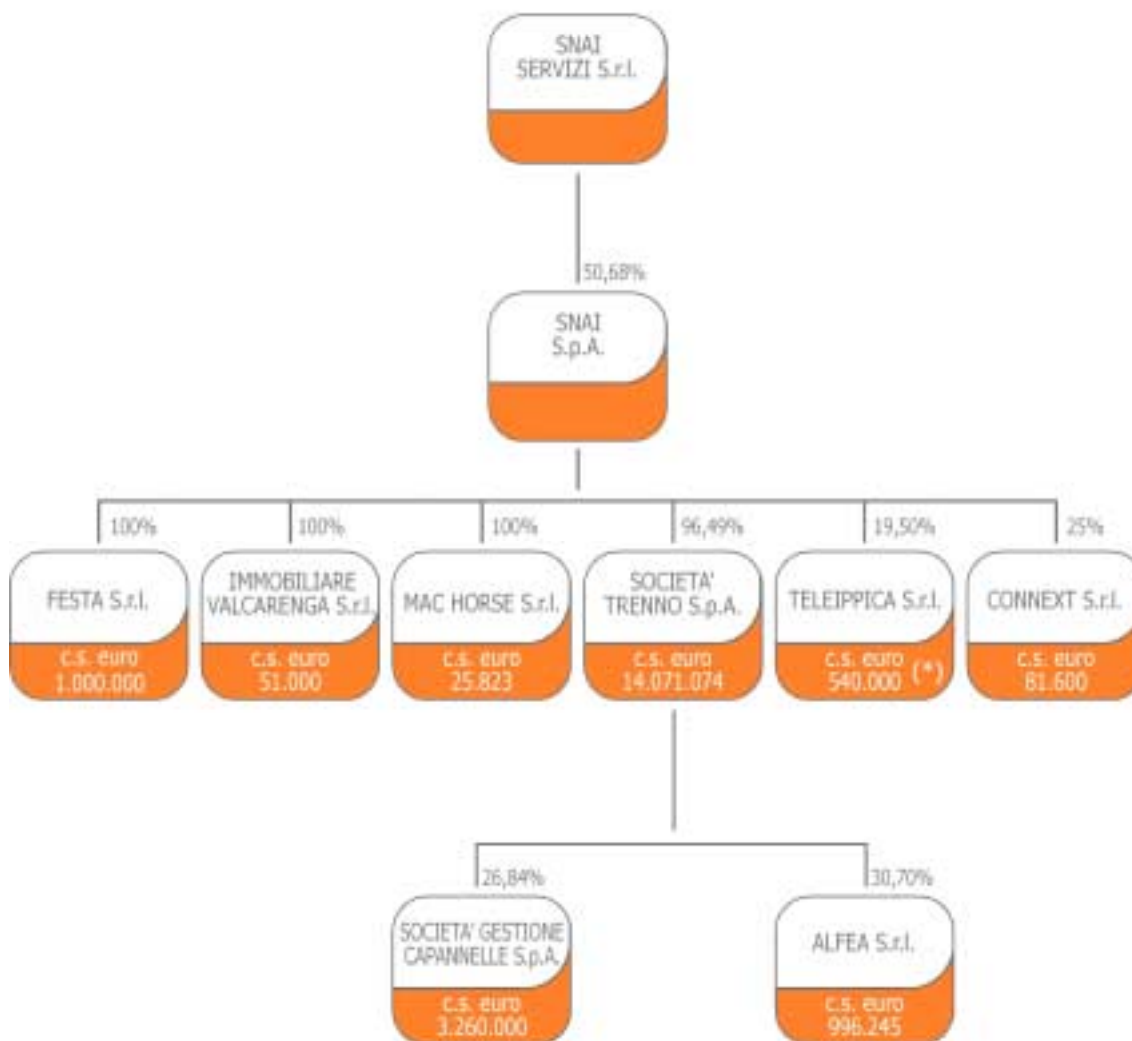 SNAI
SERVIZI S.r.l.
50,68%
SNAI
S.p.A.
100%
100%
100%
96,49%
19,50%
25%
FESTA S.r.l.
c.s. euro
1.000.000
IMMOBILIARE
VALCARENGA S.r.l.
c.s. euro
51.000
MAC HORSE S.r.l.
c.s. euro
25.823
SOCIETA'
TRENNO S.p.A.
c.s. euro
14.071.074
TELEIPPICA S.r.l.
c.s. euro
540.000 (*)
CONNEXT S.r.l.
c.s. euro
81.600
26,84%
30,70%
SOCIETA' GESTIONE
CAPANNELLE S.p.A.
c.s. euro
3.260.000
ALFEA S.r.l.
c.s. euro
996.245